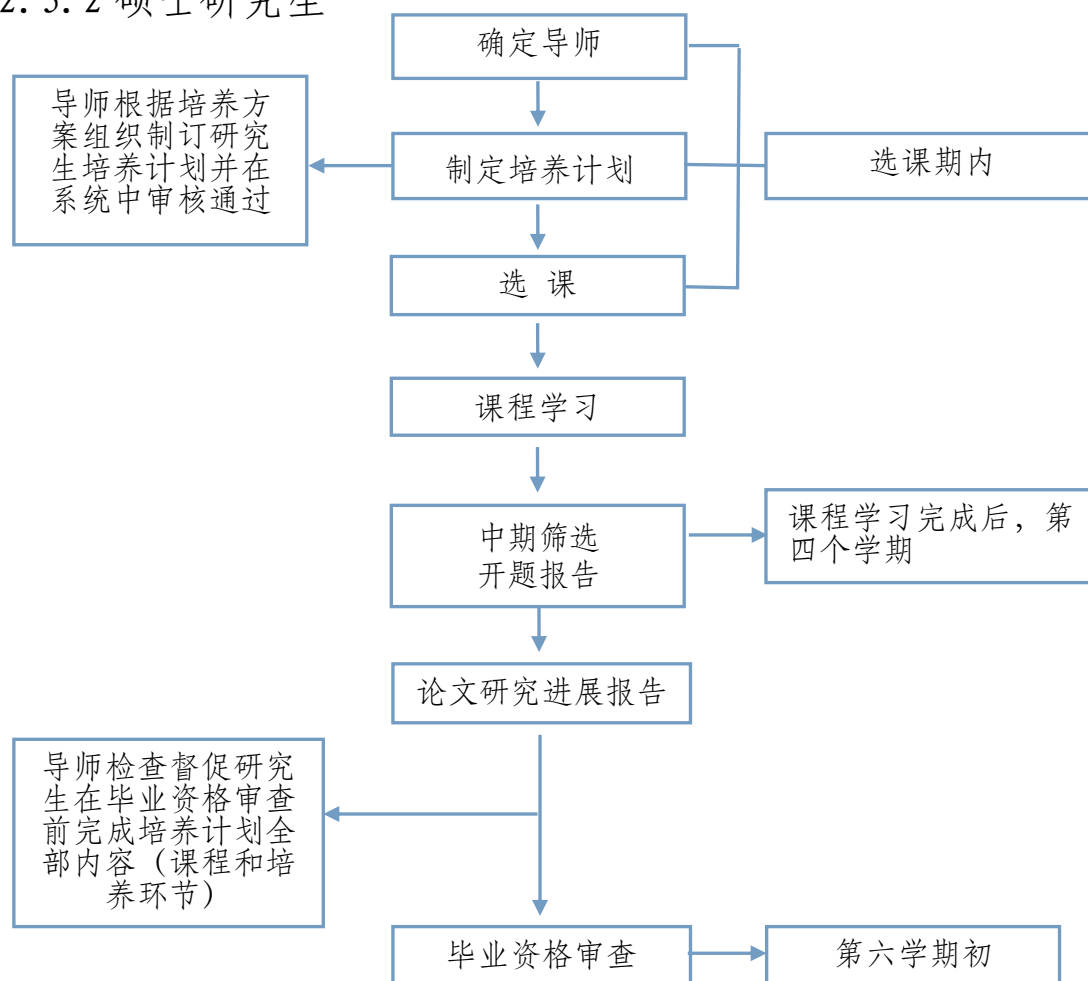 2.3.2 硕士研究生
确定导师
导师根据培养方
案组织制订研究
生培养计划并在
系统中审核通过
制定培养计划
选课期内
选 课
课程学习
中期筛选
开题报告
课程学习完成后，第
四个学期
论文研究进展报告
导师检查督促研究
生在毕业资格审查
前完成培养计划全
部内容（课程和培
养环节）
毕业资格审查
第六学期初